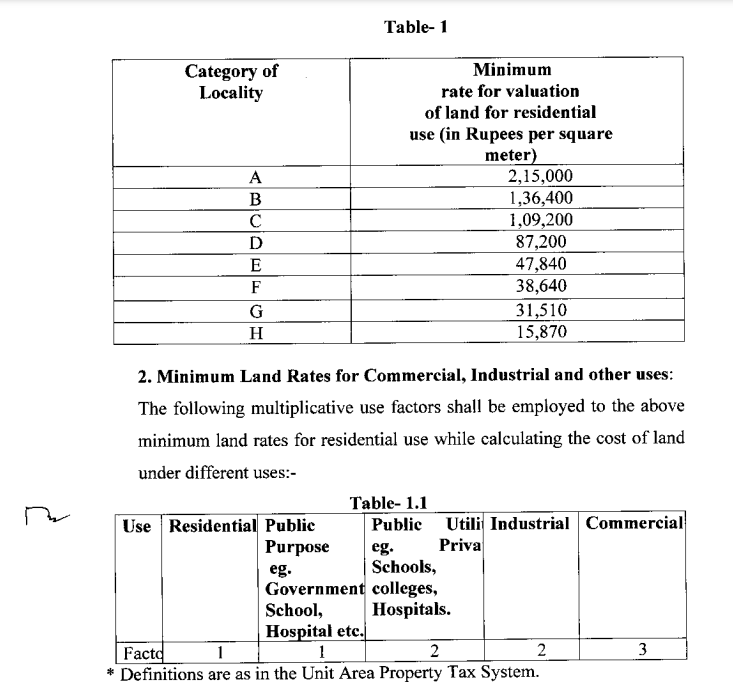 Table- 1
Category of Locality | Minimum rate for valuation of land for residential use (in Rupees per square meter)
A | 2,15,000
B | 1,36,400
C | 1,09,200
D | 87,200
E | 47,840
F | 38,640
G | 31,510
H | 15,870
2. Minimum Land Rates for Commercial, Industrial and other uses:
The following multiplicative use factors shall be employed to the above
minimum land rates for residential use while calculating the cost of land
under different uses:-
Table- 1.1
Use | Residential | Public Purpose eg. Government School, Hospital etc. | Public Utili eg. Priva Schools, colleges, Hospitals. | Industrial | Commercial
Facto | 1 | 1 | 2 | 2 | 3
* Definitions are as in the Unit Area Property Tax System.